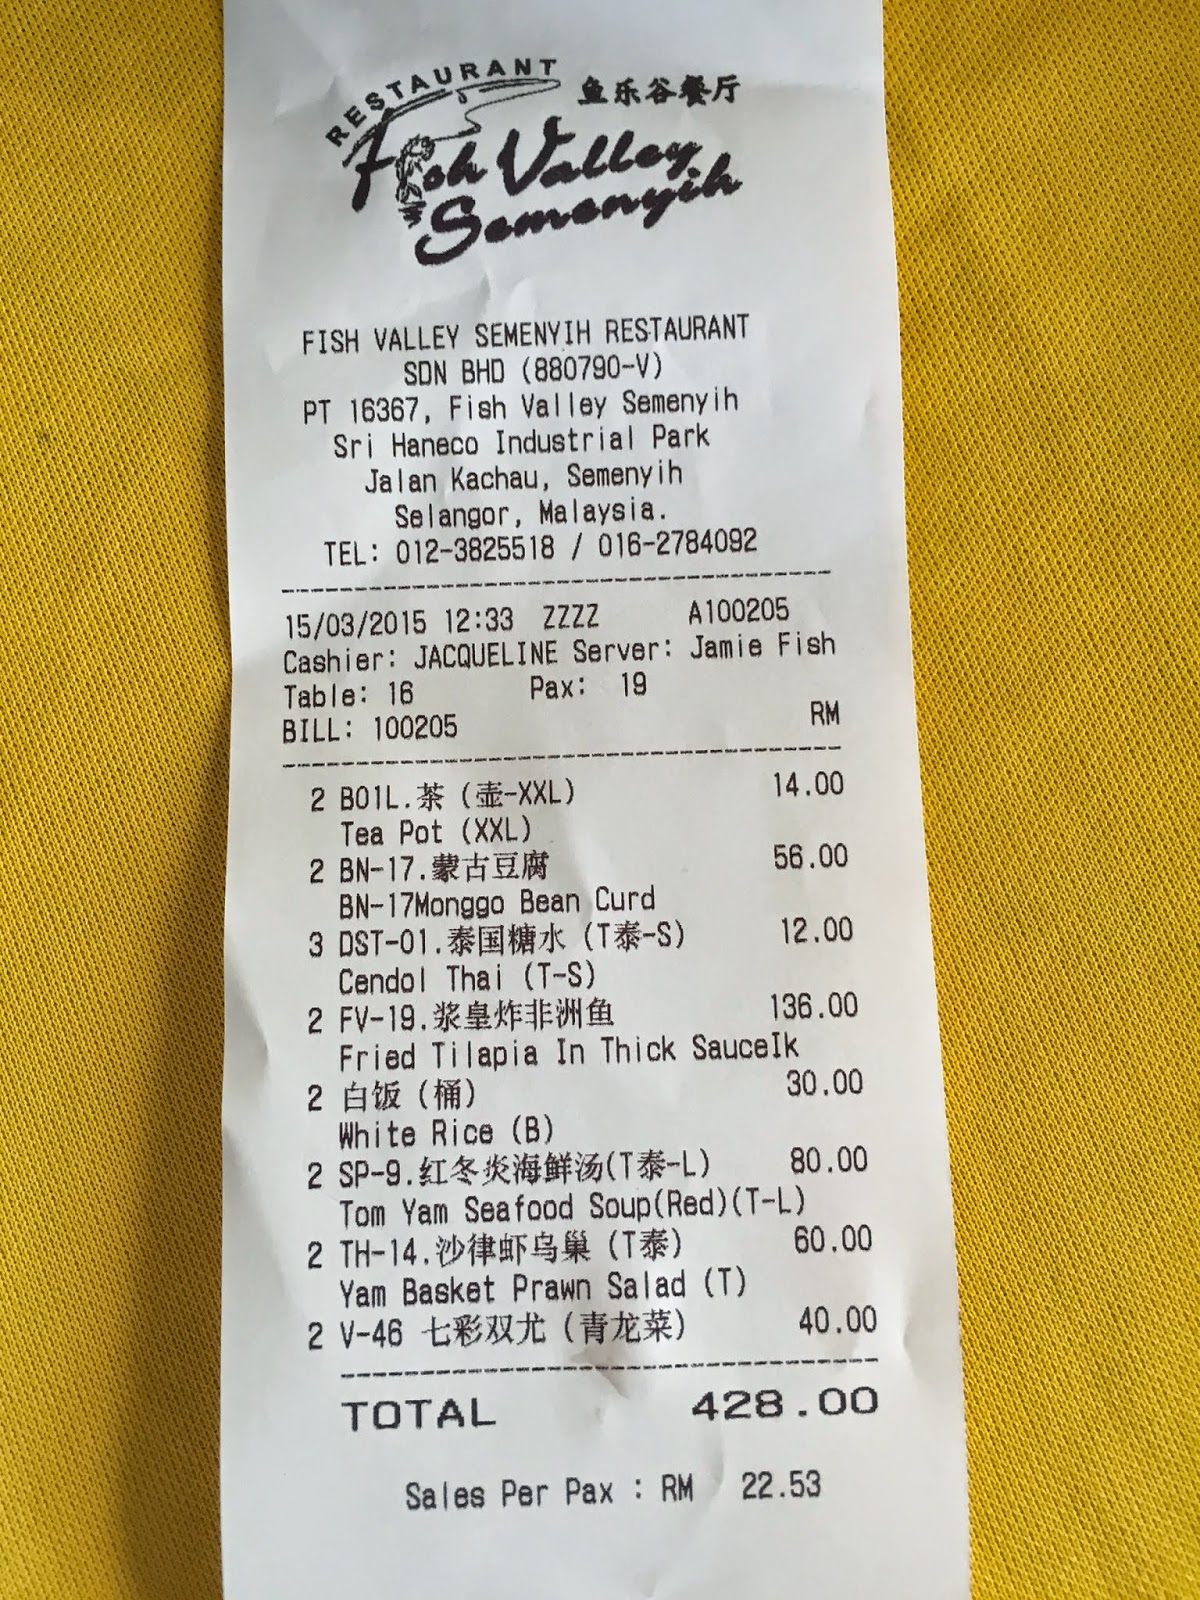 RESTAURANT
鱼乐谷餐厅
Fish Valley
Semenyih
FISH VALLEY SEMENYIH RESTAURANT
SDN BHD (880790-V)
PT 16367, Fish Valley Semenyih
Sri Haneco Industrial Park
Jalan Kachau, Semenyih
Selangor, Malaysia.
TEL: 012-3825518 / 016-2784092
15/03/2015 12:33 ZZZZ A100205
Cashier: JACQUELINE Server: Jamie Fish
Table: 16 Pax: 19
BILL: 100205 RM
2 B01L.茶 (壶-XXL) 14.00
Tea Pot (XXL)
2 BN-17.蒙古豆腐 56.00
BN-17Monggo Bean Curd
3 DST-01.泰国糖水 (T泰-S) 12.00
Cendol Thai (T-S)
2 FV-19.浆皇炸非洲鱼 136.00
Fried Tilapia In Thick SauceIk
2 白饭 (桶) 30.00
White Rice (B)
2 SP-9.红冬炎海鲜汤(T泰-L) 80.00
Tom Yam Seafood Soup(Red)(T-L)
2 TH-14.沙律虾乌巢 (T泰) 60.00
Yam Basket Prawn Salad (T)
2 V-46 七彩双尤 (青龙菜) 40.00
TOTAL 428.00
Sales Per Pax : RM 22.53